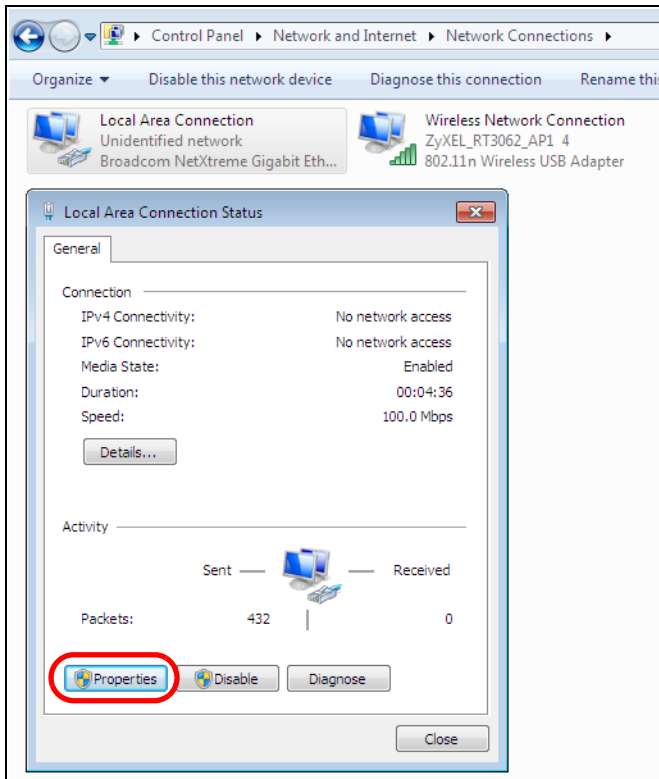 Control Panel Network and Internet Network Connections
Organize Disable this network device Diagnose this connection Rename this
Local Area Connection
Unidentified network
Broadcom NetXtreme Gigabit Eth...
Wireless Network Connection
ZyXEL_RT3062_AP1 4
802.11n Wireless USB Adapter
Local Area Connection Status
General
Connection
IPv4 Connectivity: No network access
IPv6 Connectivity: No network access
Media State: Enabled
Duration: 00:04:36
Speed: 100.0 Mbps
Details...
Activity
Sent Received
Packets: 432 0
Properties Disable Diagnose
Close